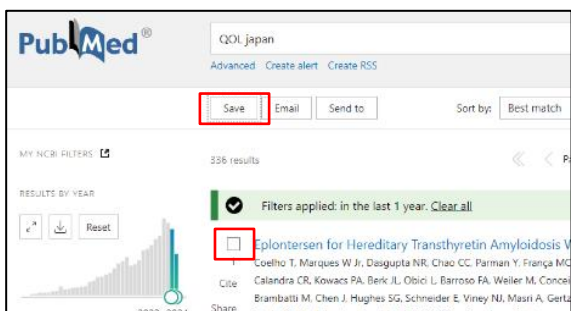 PubMed®
QOL japan
Advanced Create alert Create RSS
Save Email Send to Sort by: Best match
MY NCBI FILTERS
336 results
RESULTS BY YEAR
Filters applied: in the last 1 year. Clear all
Reset
Eplontersen for Hereditary Transthyretin Amyloidosis W
1
Coelho T, Marques W Jr, Dasgupta NR, Chao CC, Parman Y, França MC
Cite
Calandra CR, Kowacs PA, Berk JL, Obici L, Barroso FA, Weiler M, Concei
Brambatti M, Chen J, Hughes SG, Schneider E, Viney NJ, Masri A, Gertz
Share